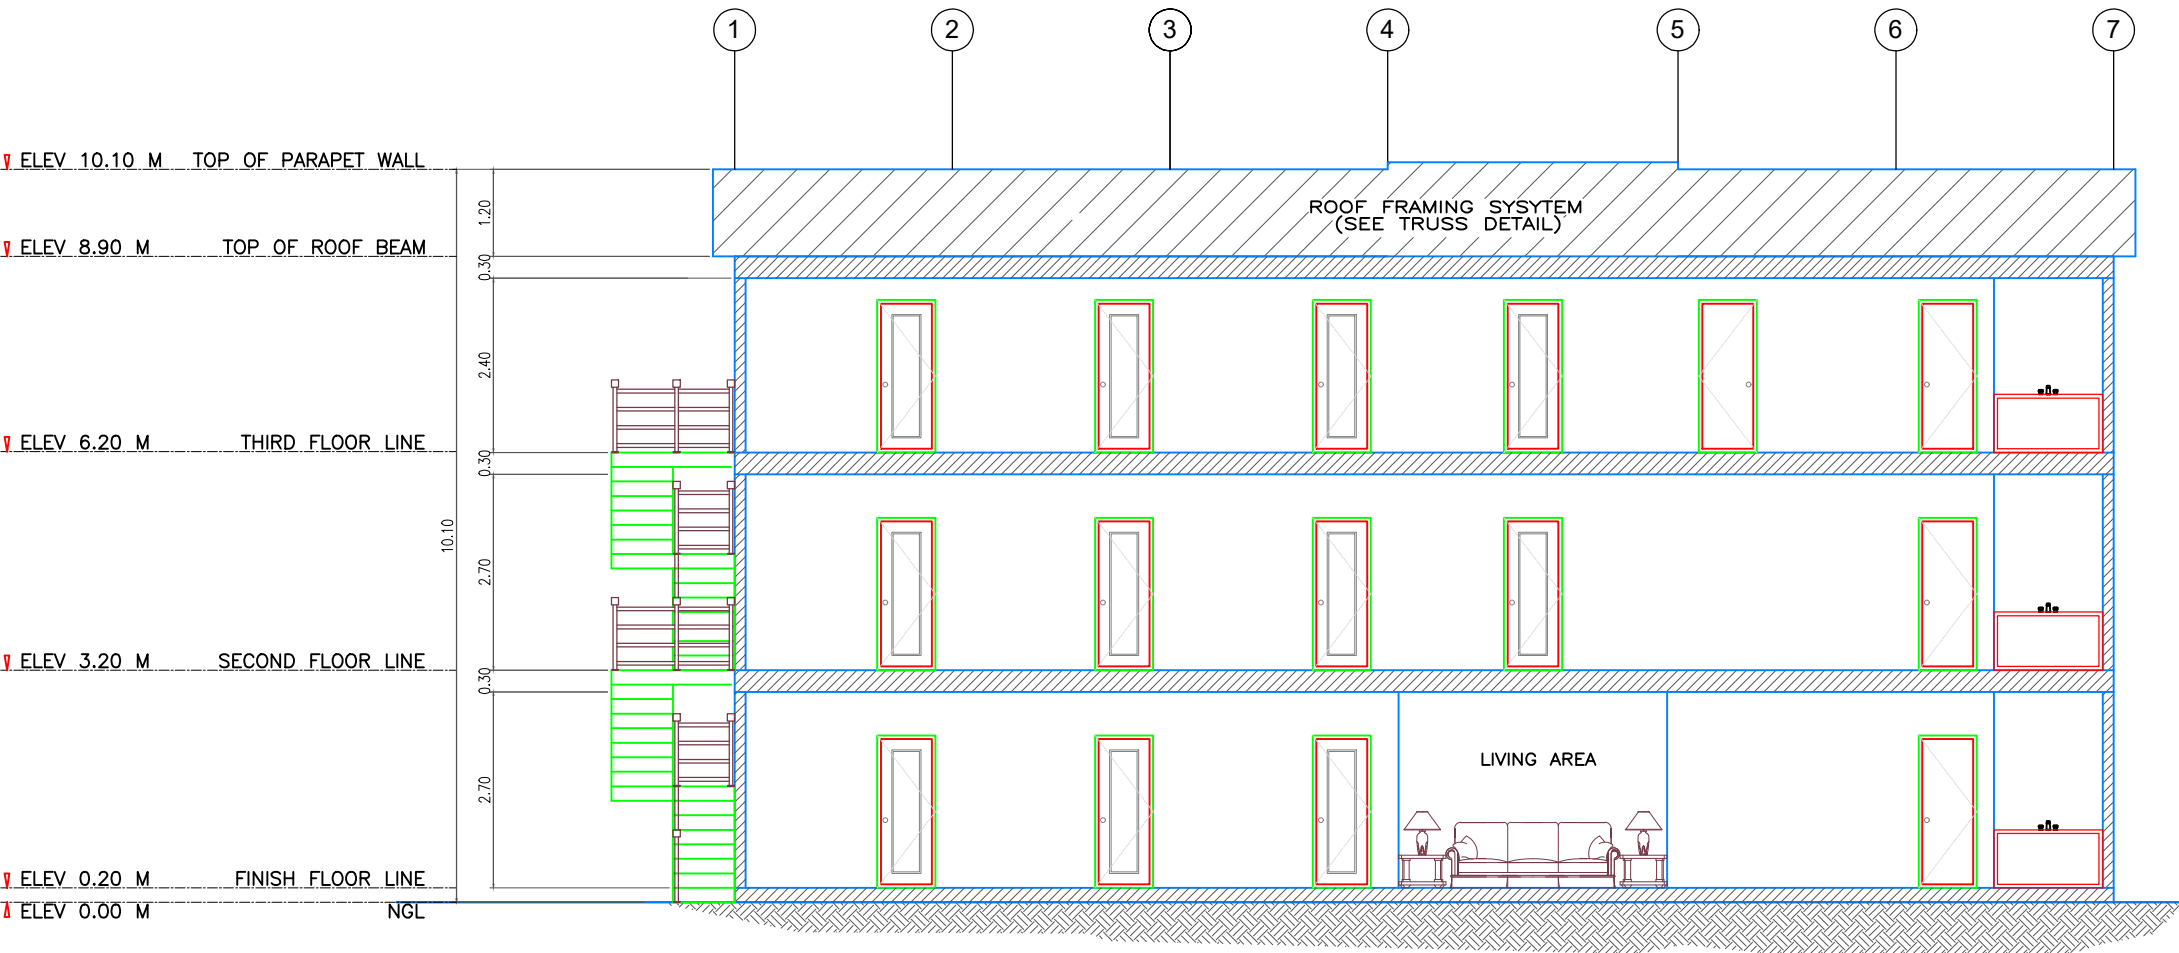 1 2 3 4 5 6 7
ELEV 10.10 M TOP OF PARAPET WALL
1.20
ROOF FRAMING SYSYTEM
(SEE TRUSS DETAIL)
ELEV 8.90 M TOP OF ROOF BEAM
0.30
2.40
ELEV 6.20 M THIRD FLOOR LINE
0.30
10.10
2.70
ELEV 3.20 M SECOND FLOOR LINE
0.30
LIVING AREA
2.70
ELEV 0.20 M FINISH FLOOR LINE
ELEV 0.00 M NGL